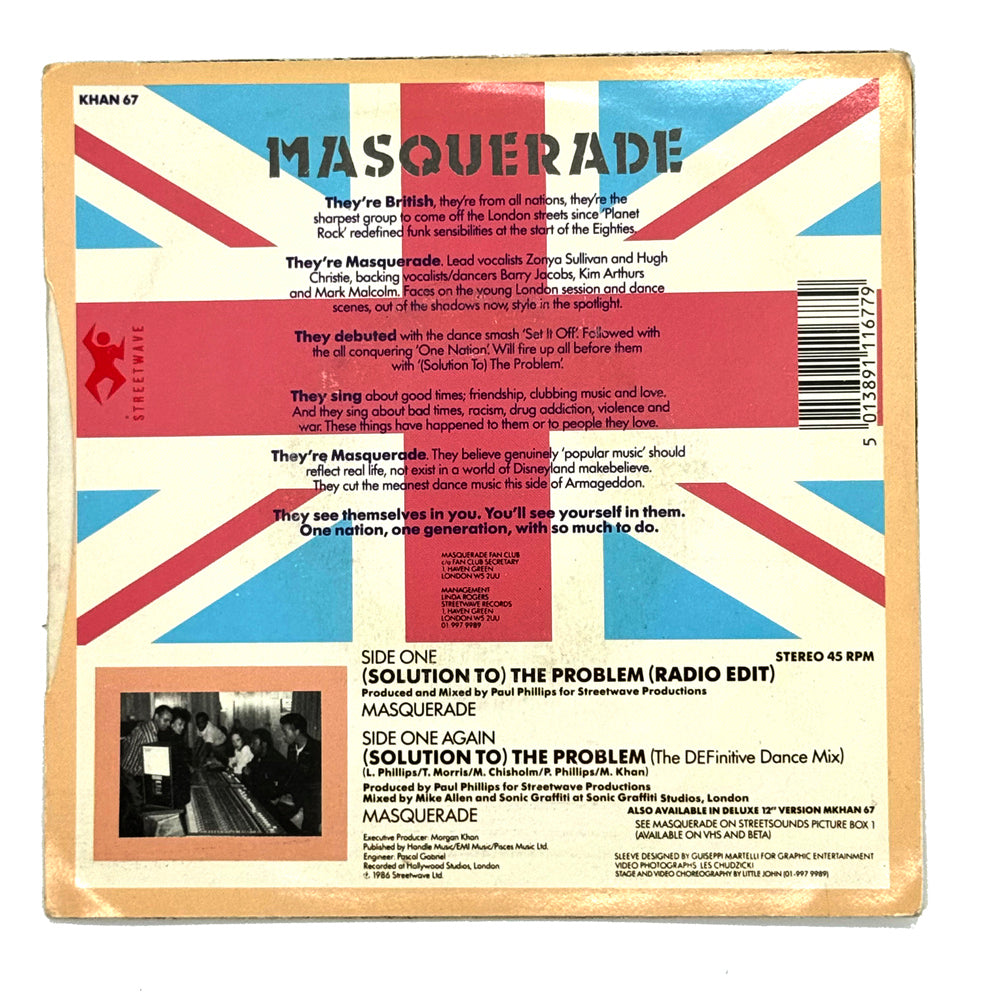 KHAN 67
MASQUERADE
They're British, they're from all nations, they're the
sharpest group to come off the London streets since 'Planet
Rock' redefined funk sensibilities at the start of the Eighties.
They're Masquerade. Lead vocalists Zonya Sullivan and Hugh
Christie, backing vocalists/dancers Barry Jacobs, Kim Arthurs
and Mark Malcolm. Faces on the young London session and dance
scenes, out of the shadows now, style in the spotlight.
They debuted with the dance smash 'Set It Off'. Followed with
the all conquering 'One Nation'. Will fire up all before them
with '(Solution To) The Problem'.
They sing about good times; friendship, clubbing music and love.
And they sing about bad times, racism, drug addiction, violence and
war. These things have happened to them or to people they love.
They're Masquerade. They believe genuinely 'popular music' should
reflect real life, not exist in a world of Disneyland makebelieve.
They cut the meanest dance music this side of Armageddon.
They see themselves in you. You'll see yourself in them.
One nation, one generation, with so much to do.
STREETWAVE
5 013891 116779
MASQUERADE FAN CLUB
c/o FAN CLUB SECRETARY
1, HAVEN GREEN
LONDON W5 2UU
MANAGEMENT
LINDA ROGERS
STREETWAVE RECORDS
1, HAVEN GREEN
LONDON W5 2UU
01 997 9989
SIDE ONE
STEREO 45 RPM
(SOLUTION TO) THE PROBLEM (RADIO EDIT)
Produced and Mixed by Paul Phillips for Streetwave Productions
MASQUERADE
SIDE ONE AGAIN
(SOLUTION TO) THE PROBLEM (The DEFinitive Dance Mix)
(L. Phillips/T. Morris/M. Chisholm/P. Phillips/M. Khan)
Produced by Paul Phillips for Streetwave Productions
Mixed by Mike Allen and Sonic Graffiti at Sonic Graffiti Studios, London
MASQUERADE
ALSO AVAILABLE IN DELUXE 12" VERSION MKHAN 67
SEE MASQUERADE ON STREETSOUNDS PICTURE BOX 1
(AVAILABLE ON VHS AND BETA)
Executive Producer: Morgan Khan
Published by Handle Music/EMI Music/Pisces Music Ltd.
Engineer: Pascal Gabriel
Recorded at Hollywood Studios, London
℗ 1986 Streetwave Ltd.
SLEEVE DESIGNED BY GUISEPPI MARTELLI FOR GRAPHIC ENTERTAINMENT
VIDEO PHOTOGRAPHS LES CHUDZICKI
STAGE AND VIDEO CHOREOGRAPHY BY LITTLE JOHN (01-997 9989)